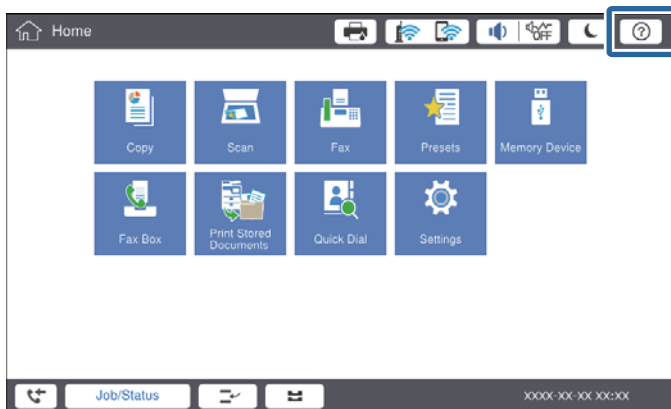 Home
OFF
?
Copy
Scan
Fax
Presets
Memory Device
Fax Box
Print Stored
Documents
Quick Dial
Settings
Job/Status
XXXX-XX-XX XX:XX